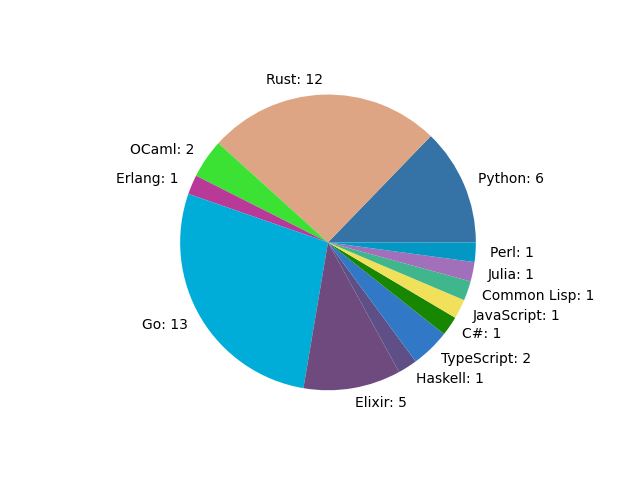 Rust: 12
OCaml: 2
Python: 6
Erlang: 1
Perl: 1
Julia: 1
Common Lisp: 1
JavaScript: 1
Go: 13
C#: 1
TypeScript: 2
Haskell: 1
Elixir: 5